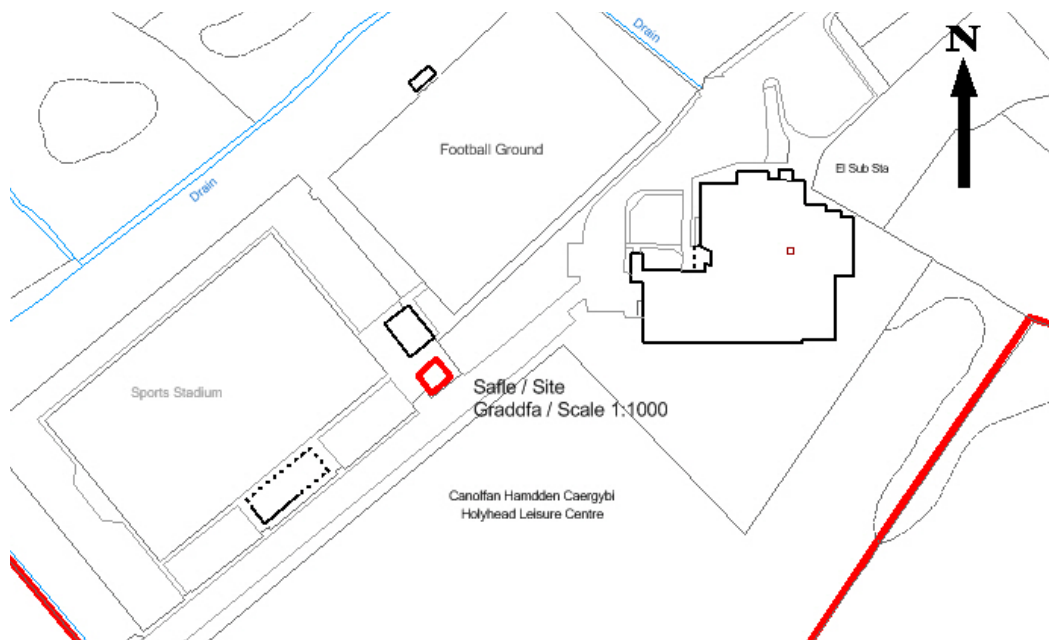 Drain
N
Football Ground
El Sub Sta
Drain
Sports Stadium
Safle / Site
Graddfa / Scale 1:1000
Canolfan Hamdden Caergybi
Holyhead Leisure Centre